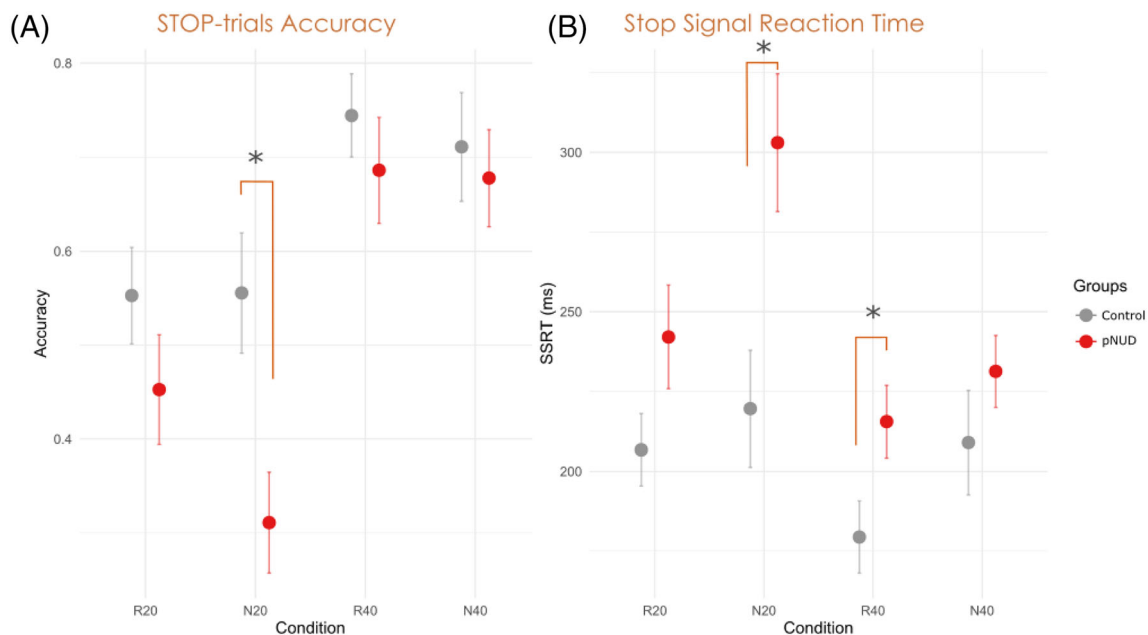 (A) STOP-trials Accuracy
0.8
0.6
0.4
Accuracy
*
R20 N20 R40 N40
Condition
(B) Stop Signal Reaction Time
300
250
200
SSRT (ms)
*
*
R20 N20 R40 N40
Condition
Groups
Control
pNUD